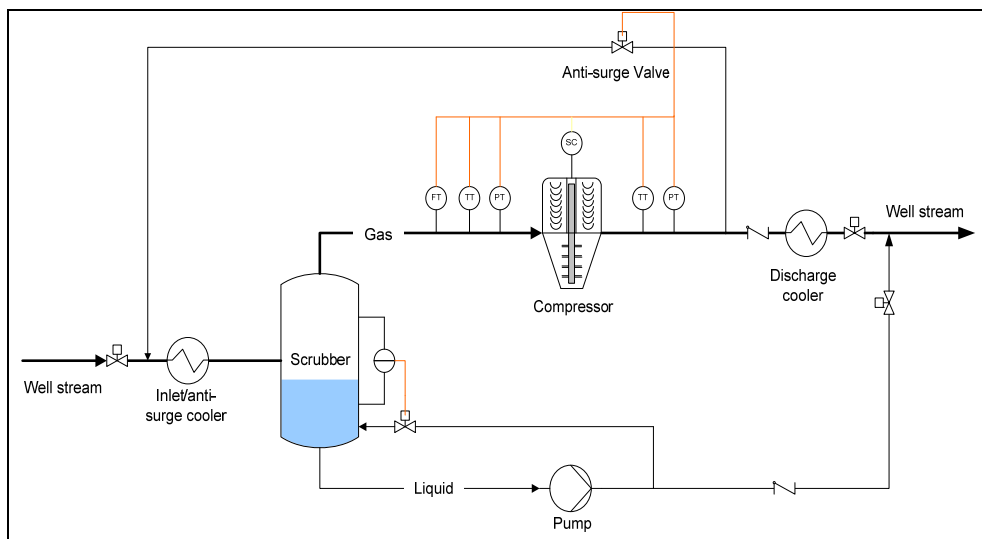 Anti-surge Valve
SC
FT
TT
PT
TT
PT
Well stream
Gas
Discharge
cooler
Compressor
Scrubber
Well stream
Inlet/anti-
surge cooler
Liquid
Pump